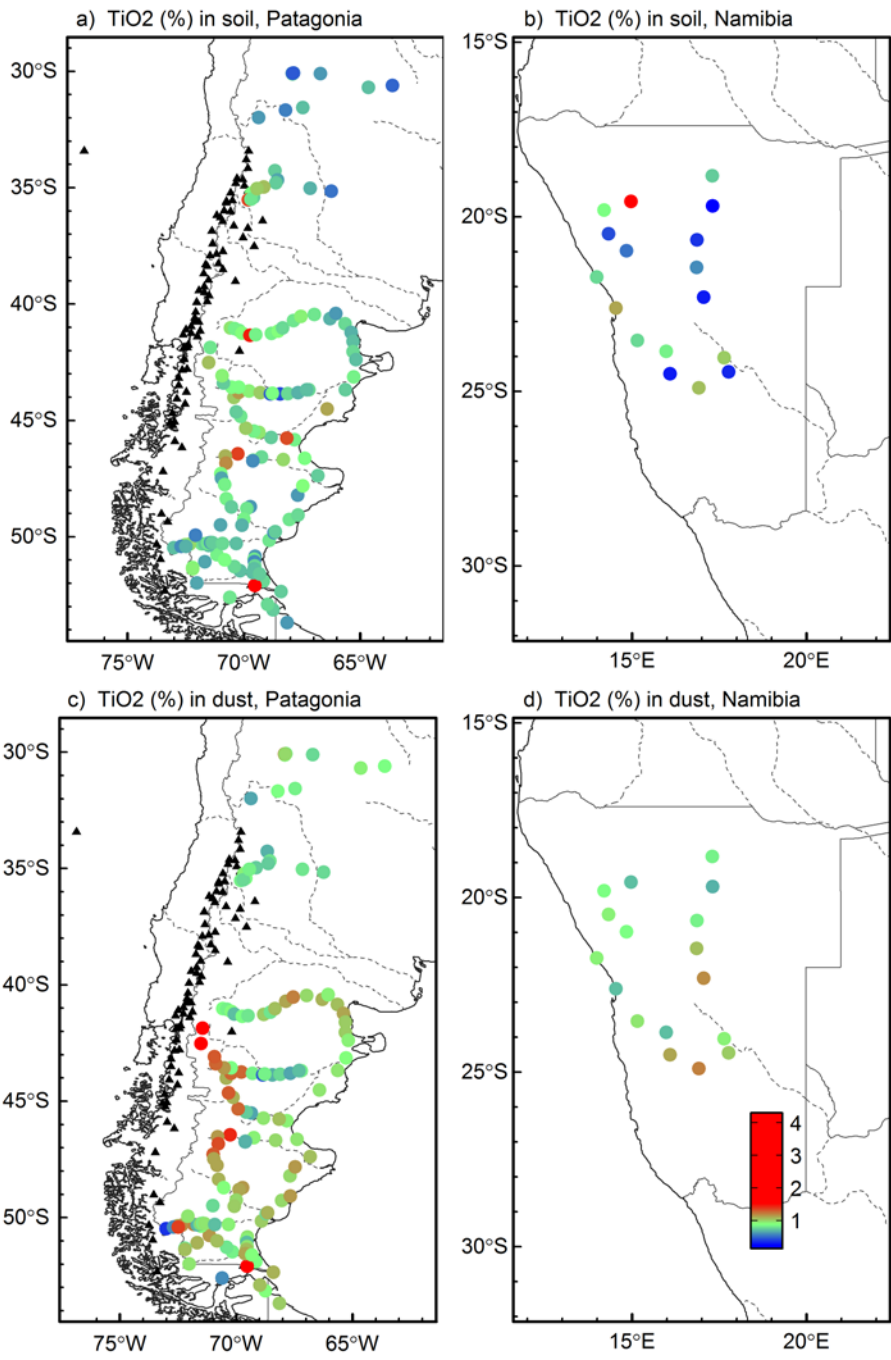 a) TiO2 (%) in soil, Patagonia
b) TiO2 (%) in soil, Namibia
30°S
35°S
40°S
45°S
50°S
75°W 70°W 65°W
15°S
20°S
25°S
30°S
15°E 20°E
c) TiO2 (%) in dust, Patagonia
d) TiO2 (%) in dust, Namibia
30°S
35°S
40°S
45°S
50°S
75°W 70°W 65°W
15°S
20°S
25°S
30°S
15°E 20°E
4
3
2
1